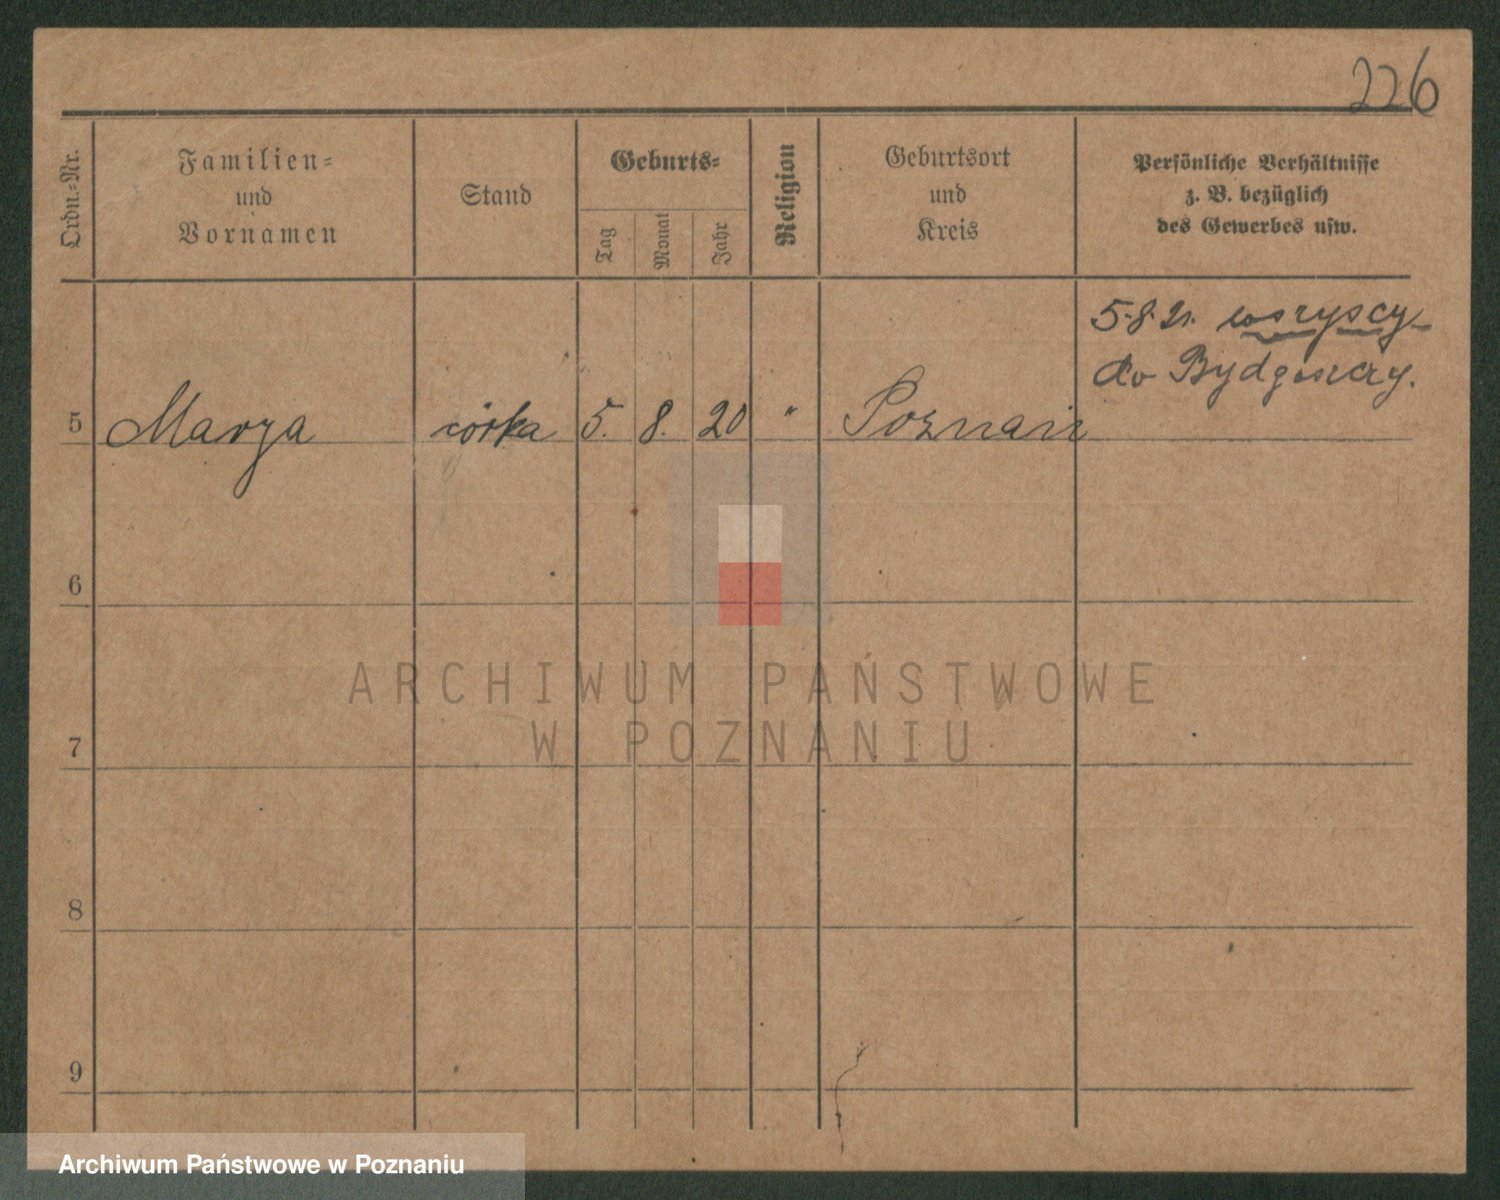 226
Ordn.-Nr.
Familien-
und
Vornamen
Stand
Geburts-
Tag
Monat
Jahr
Religion
Geburtsort
und
Kreis
Persönliche Verhältnisse
z. B. bezüglich
des Gewerbes usw.
5.8.21. wszyscy
do Bydgoszczy.
5 Marya córka 5. 8. 20 " Poznań
6
7
8
9
ARCHIWUM PAŃSTWOWE
W POZNANIU
Archiwum Państwowe w Poznaniu